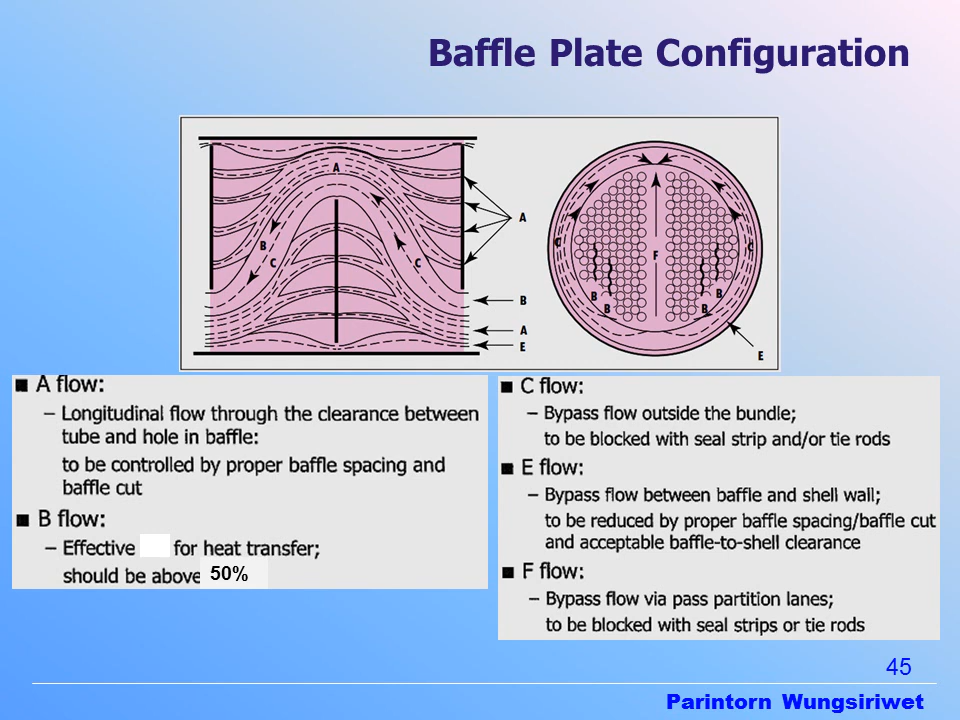 Baffle Plate Configuration
A
B
C
C
A
B
A
E
C
C
F
B
B
B
B
E
■ A flow:
– Longitudinal flow through the clearance between
tube and hole in baffle:
to be controlled by proper baffle spacing and
baffle cut
■ B flow:
– Effective for heat transfer;
should be above 50%
■ C flow:
– Bypass flow outside the bundle;
to be blocked with seal strip and/or tie rods
■ E flow:
– Bypass flow between baffle and shell wall;
to be reduced by proper baffle spacing/baffle cut
and acceptable baffle-to-shell clearance
■ F flow:
– Bypass flow via pass partition lanes;
to be blocked with seal strips or tie rods
45
Parintorn Wungsiriwet